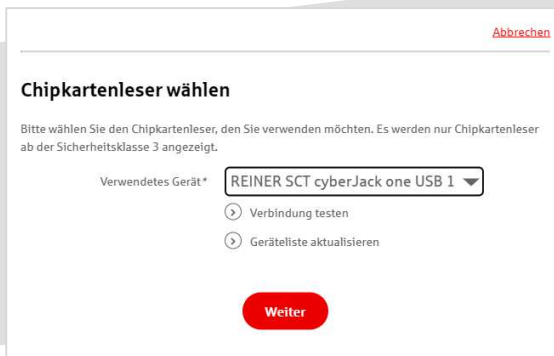 Abbrechen
Chipkartenleser wählen
Bitte wählen Sie den Chipkartenleser, den Sie verwenden möchten. Es werden nur Chipkartenleser
ab der Sicherheitsklasse 3 angezeigt.
Verwendetes Gerät* REINER SCT cyberJack one USB 1
Verbindung testen
Geräteliste aktualisieren
Weiter